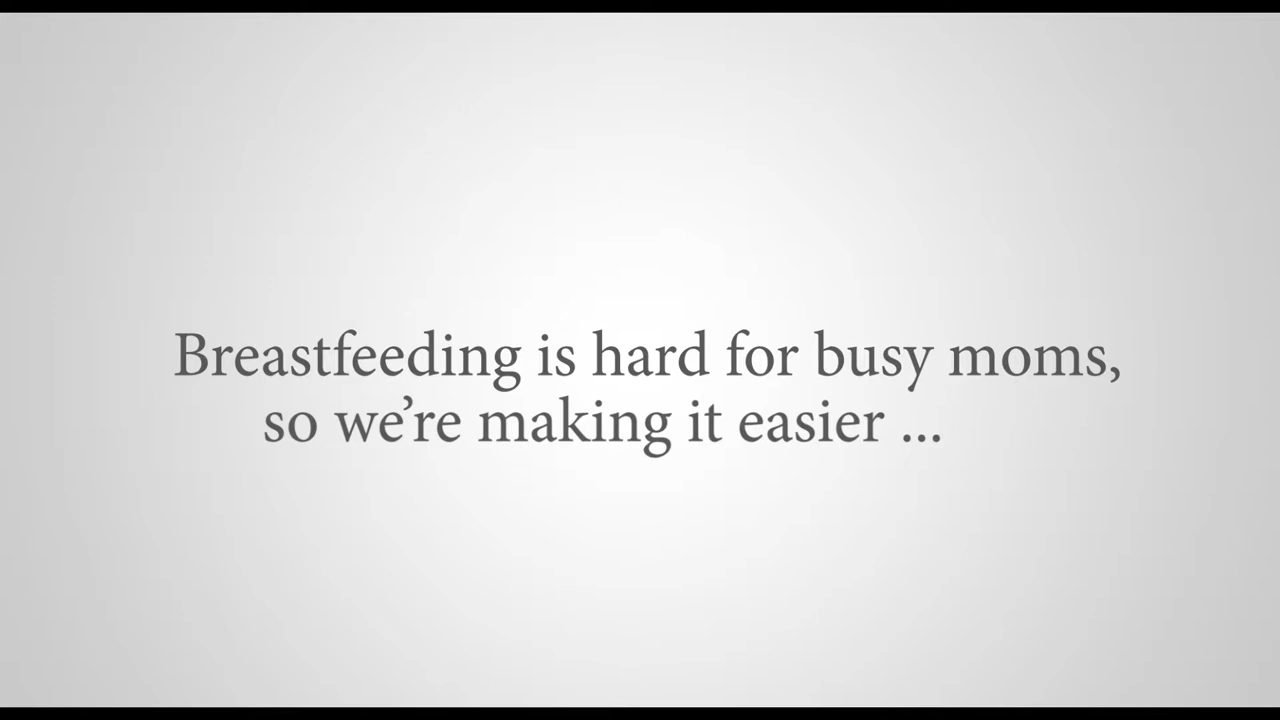 Breastfeeding is hard for busy moms,
so we’re making it easier ...